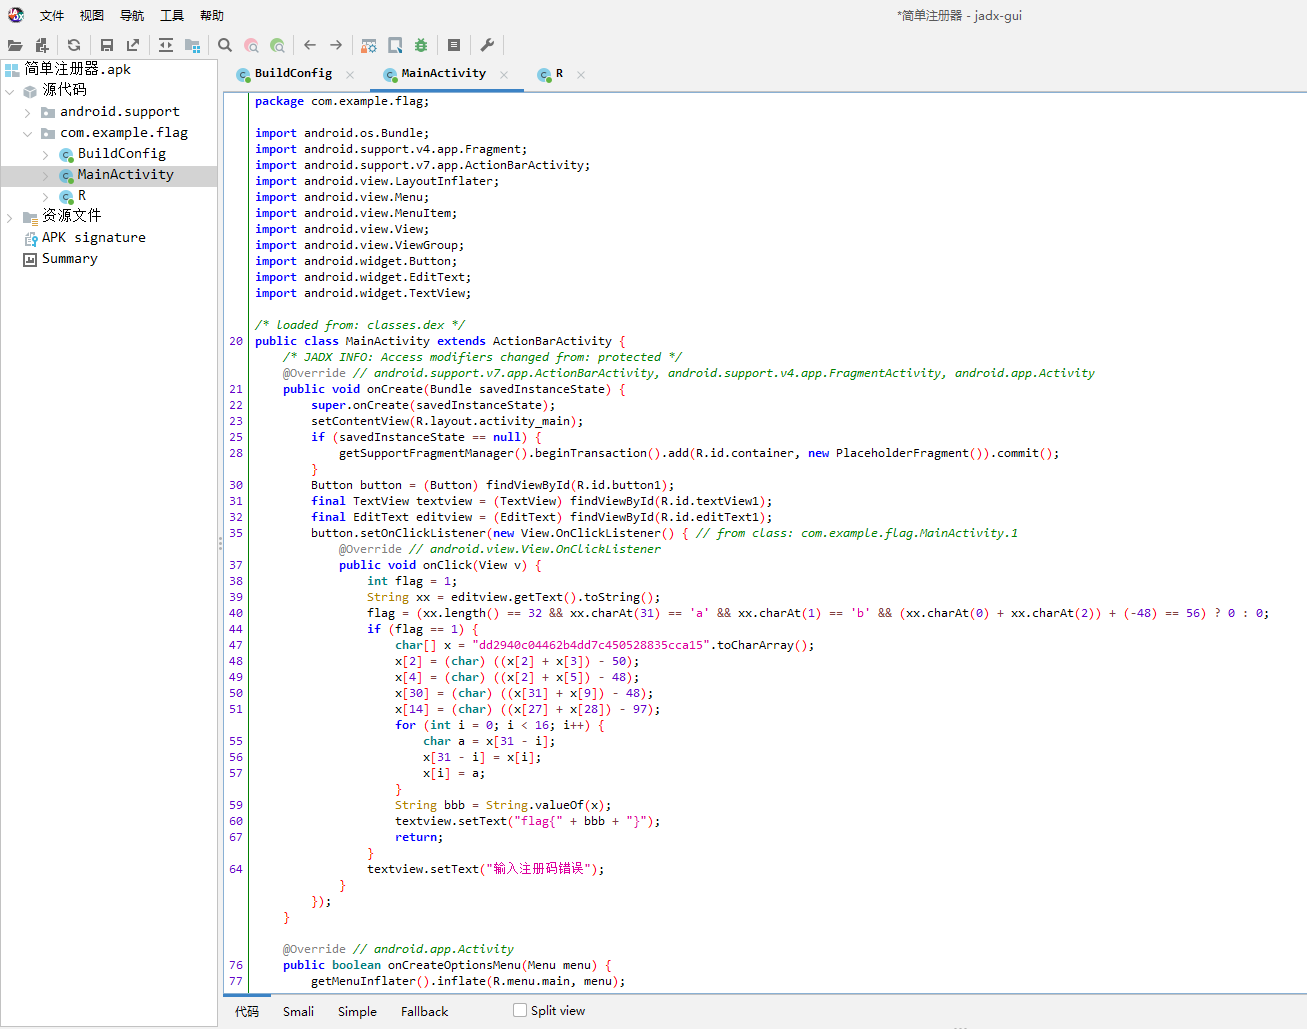 文件 视图 导航 工具 帮助
*简单注册器 - jadx-gui
简单注册器.apk
源代码
android.support
com.example.flag
BuildConfig
MainActivity
R
资源文件
APK signature
Summary
BuildConfig MainActivity R
package com.example.flag;
import android.os.Bundle;
import android.support.v4.app.Fragment;
import android.support.v7.app.ActionBarActivity;
import android.view.LayoutInflater;
import android.view.Menu;
import android.view.MenuItem;
import android.view.View;
import android.view.ViewGroup;
import android.widget.Button;
import android.widget.EditText;
import android.widget.TextView;
/* loaded from: classes.dex */
20 public class MainActivity extends ActionBarActivity {
/* JADX INFO: Access modifiers changed from: protected */
@Override // android.support.v7.app.ActionBarActivity, android.support.v4.app.FragmentActivity, android.app.Activity
21 public void onCreate(Bundle savedInstanceState) {
22 super.onCreate(savedInstanceState);
23 setContentView(R.layout.activity_main);
25 if (savedInstanceState == null) {
28 getSupportFragmentManager().beginTransaction().add(R.id.container, new PlaceholderFragment()).commit();
}
30 Button button = (Button) findViewById(R.id.button1);
31 final TextView textview = (TextView) findViewById(R.id.textView1);
32 final EditText editview = (EditText) findViewById(R.id.editText1);
35 button.setOnClickListener(new View.OnClickListener() { // from class: com.example.flag.MainActivity.1
@Override // android.view.View.OnClickListener
37 public void onClick(View v) {
38 int flag = 1;
39 String xx = editview.getText().toString();
40 flag = (xx.length() == 32 && xx.charAt(31) == 'a' && xx.charAt(1) == 'b' && (xx.charAt(0) + xx.charAt(2)) + (-48) == 56) ? 0 : 0;
44 if (flag == 1) {
47 char[] x = "dd2940c04462b4dd7c450528835cca15".toCharArray();
48 x[2] = (char) ((x[2] + x[3]) - 50);
49 x[4] = (char) ((x[2] + x[5]) - 48);
50 x[30] = (char) ((x[31] + x[9]) - 48);
51 x[14] = (char) ((x[27] + x[28]) - 97);
for (int i = 0; i < 16; i++) {
55 char a = x[31 - i];
56 x[31 - i] = x[i];
57 x[i] = a;
}
59 String bbb = String.valueOf(x);
60 textview.setText("flag{" + bbb + "}");
67 return;
}
64 textview.setText("输入注册码错误");
}
});
}
@Override // android.app.Activity
76 public boolean onCreateOptionsMenu(Menu menu) {
77 getMenuInflater().inflate(R.menu.main, menu);
代码 Smali Simple Fallback Split view